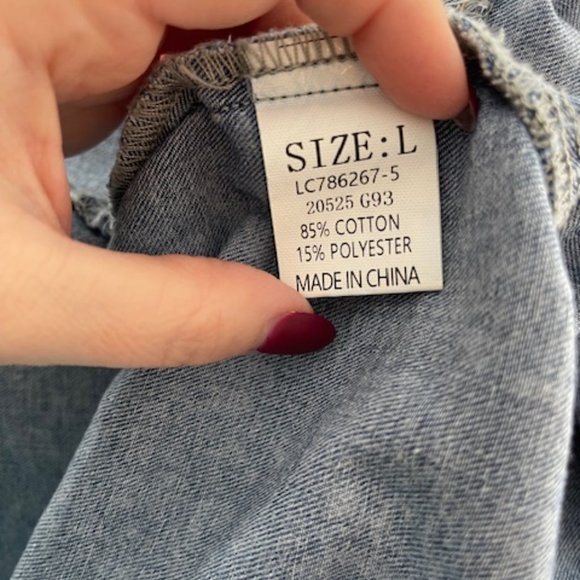 SIZE:L
LC786267-5
20525 G93
85% COTTON
15% POLYESTER
MADE IN CHINA